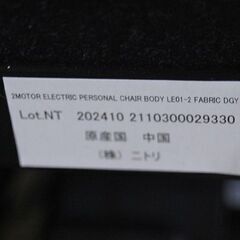 2MOTOR ELECTRIC PERSONAL CHAIR BODY LE01-2 FABRIC DGY
Lot.NT 202410 2110300029330
原産国 中国
(株) ニトリ